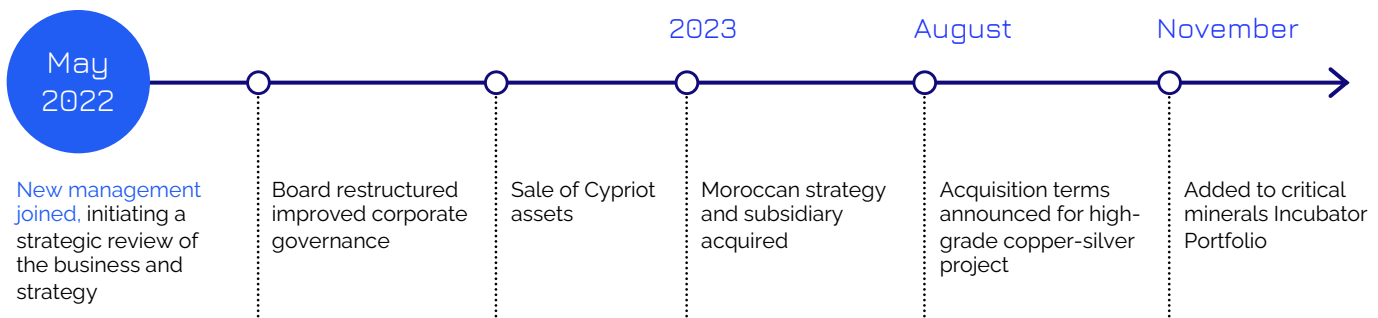 May
2022
2023
August
November
New management
joined, initiating a
strategic review of
the business and
strategy
Board restructured
improved corporate
governance
Sale of Cypriot
assets
Moroccan strategy
and subsidiary
acquired
Acquisition terms
announced for high-
grade copper-silver
project
Added to critical
minerals Incubator
Portfolio